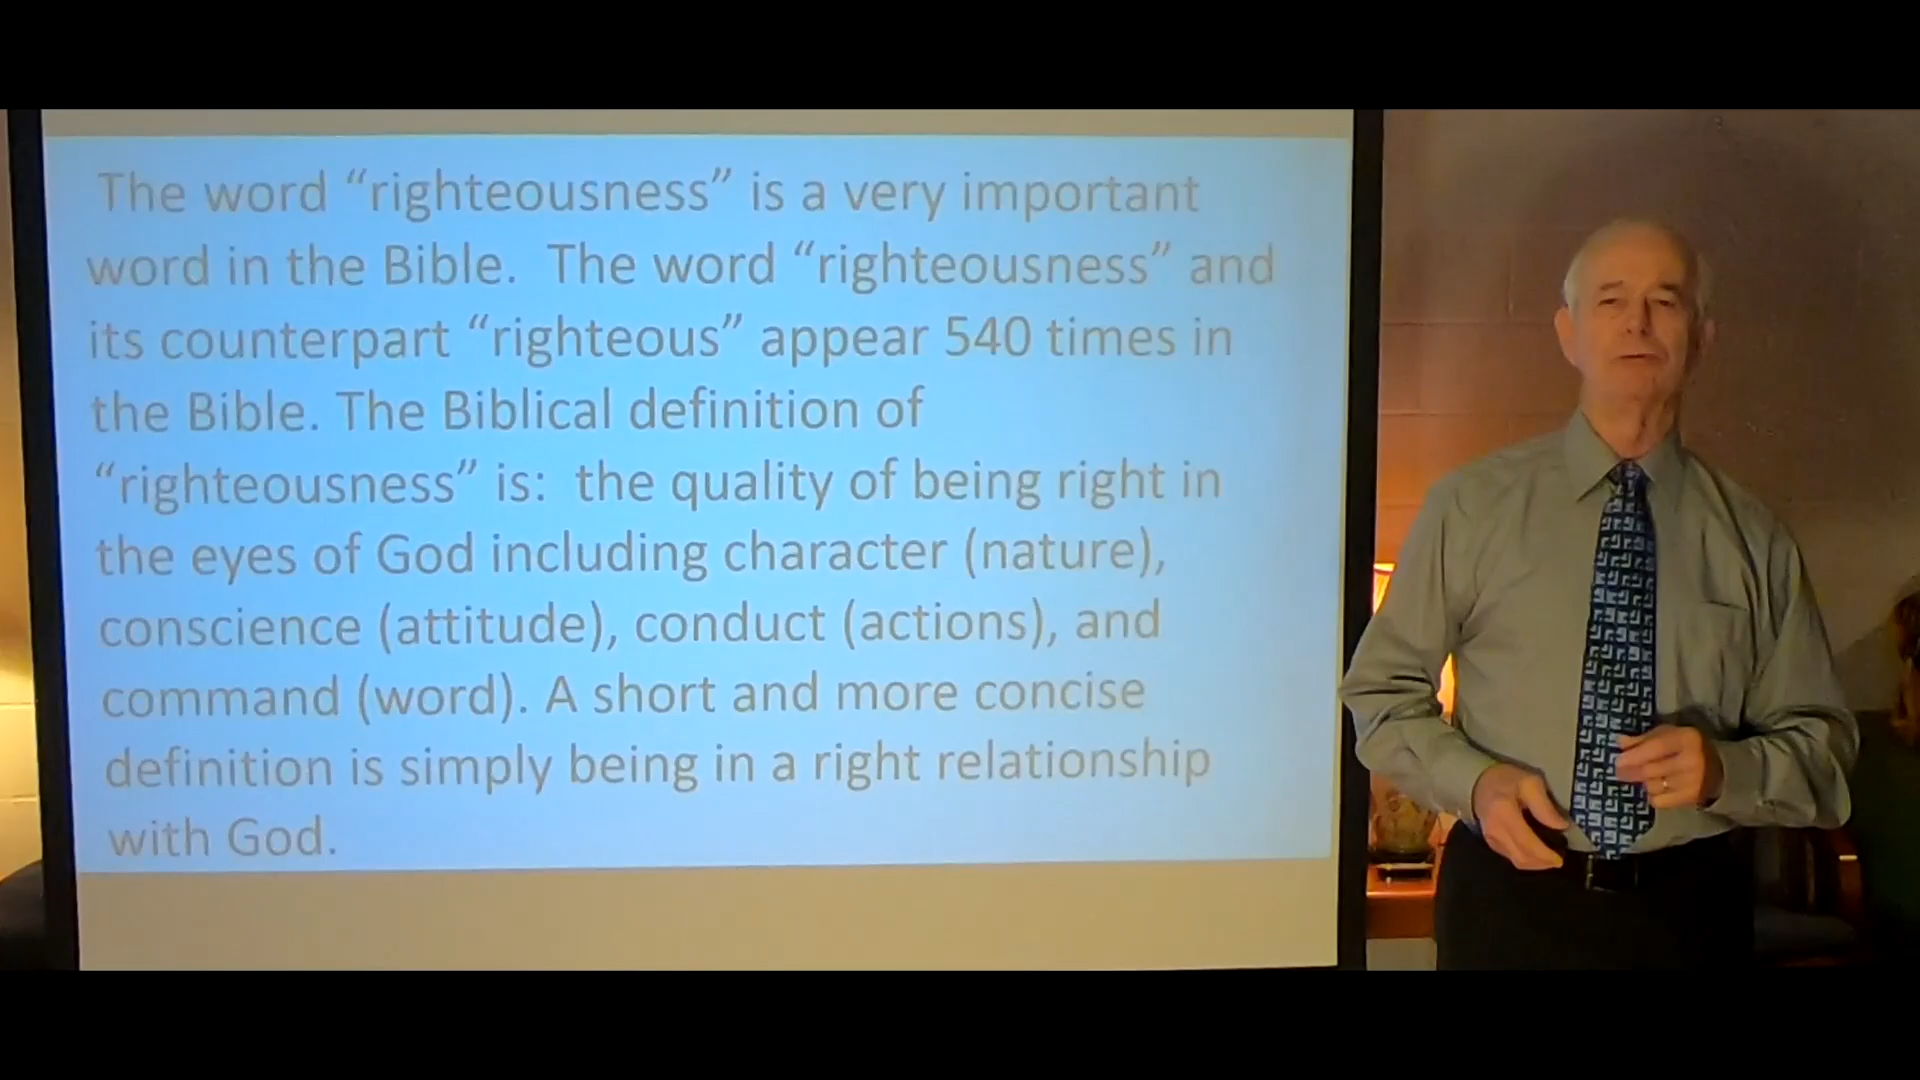 The word “righteousness” is a very important
word in the Bible.  The word “righteousness” and
its counterpart “righteous” appear 540 times in
the Bible. The Biblical definition of
“righteousness” is:  the quality of being right in
the eyes of God including character (nature),
conscience (attitude), conduct (actions), and
command (word). A short and more concise
definition is simply being in a right relationship
with God.